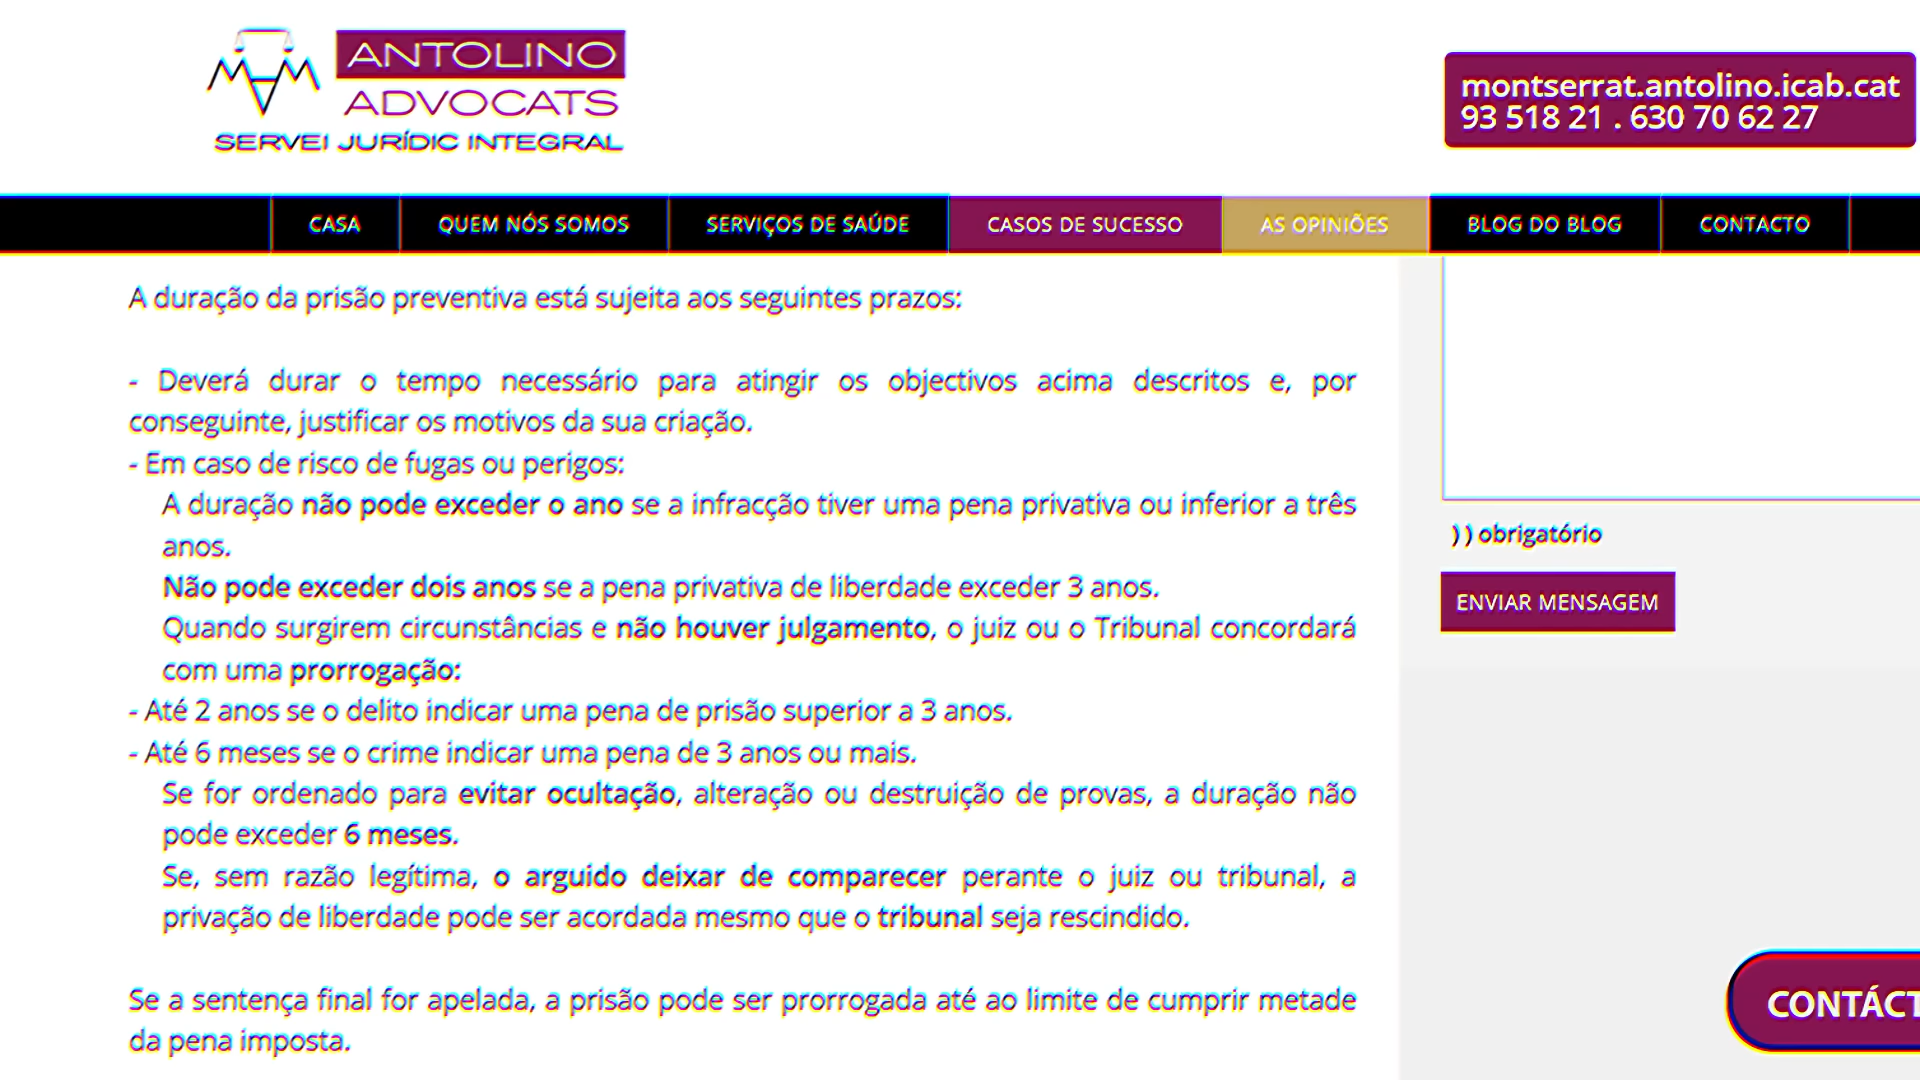 ANTOLINO
ADVOCATS
SERVEI JURÍDIC INTEGRAL
montserrat.antolino.icab.cat
93 518 21 . 630 70 62 27
CASA
QUEM NÓS SOMOS
SERVIÇOS DE SAÚDE
CASOS DE SUCESSO
AS OPINIÕES
BLOG DO BLOG
CONTACTO
A duração da prisão preventiva está sujeita aos seguintes prazos:
- Deverá durar o tempo necessário para atingir os objectivos acima descritos e, por
conseguinte, justificar os motivos da sua criação.
- Em caso de risco de fugas ou perigos:
A duração não pode exceder o ano se a infracção tiver uma pena privativa ou inferior a três
anos.
Não pode exceder dois anos se a pena privativa de liberdade exceder 3 anos.
Quando surgirem circunstâncias e não houver julgamento, o juiz ou o Tribunal concordará
com uma prorrogação:
- Até 2 anos se o delito indicar uma pena de prisão superior a 3 anos.
- Até 6 meses se o crime indicar uma pena de 3 anos ou mais.
Se for ordenado para evitar ocultação, alteração ou destruição de provas, a duração não
pode exceder 6 meses.
Se, sem razão legítima, o arguido deixar de comparecer perante o juiz ou tribunal, a
privação de liberdade pode ser acordada mesmo que o tribunal seja rescindido.
Se a sentença final for apelada, a prisão pode ser prorrogada até ao limite de cumprir metade
da pena imposta.
) ) obrigatório
ENVIAR MENSAGEM
CONTÁCT